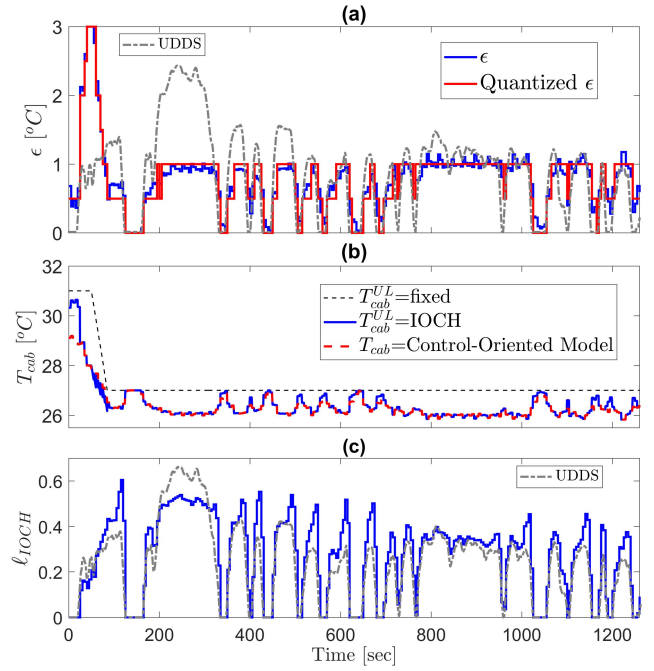 (a)
ϵ [°C]
3
2
1
0
UDDS
ϵ
Quantized ϵ
(b)
T_cab [°C]
32
30
28
26
T_cab^UL=fixed
T_cab^UL=IOCH
T_cab=Control-Oriented Model
(c)
ℓ_IOCH
0.6
0.4
0.2
0
UDDS
0 200 400 600 800 1000 1200
Time [sec]